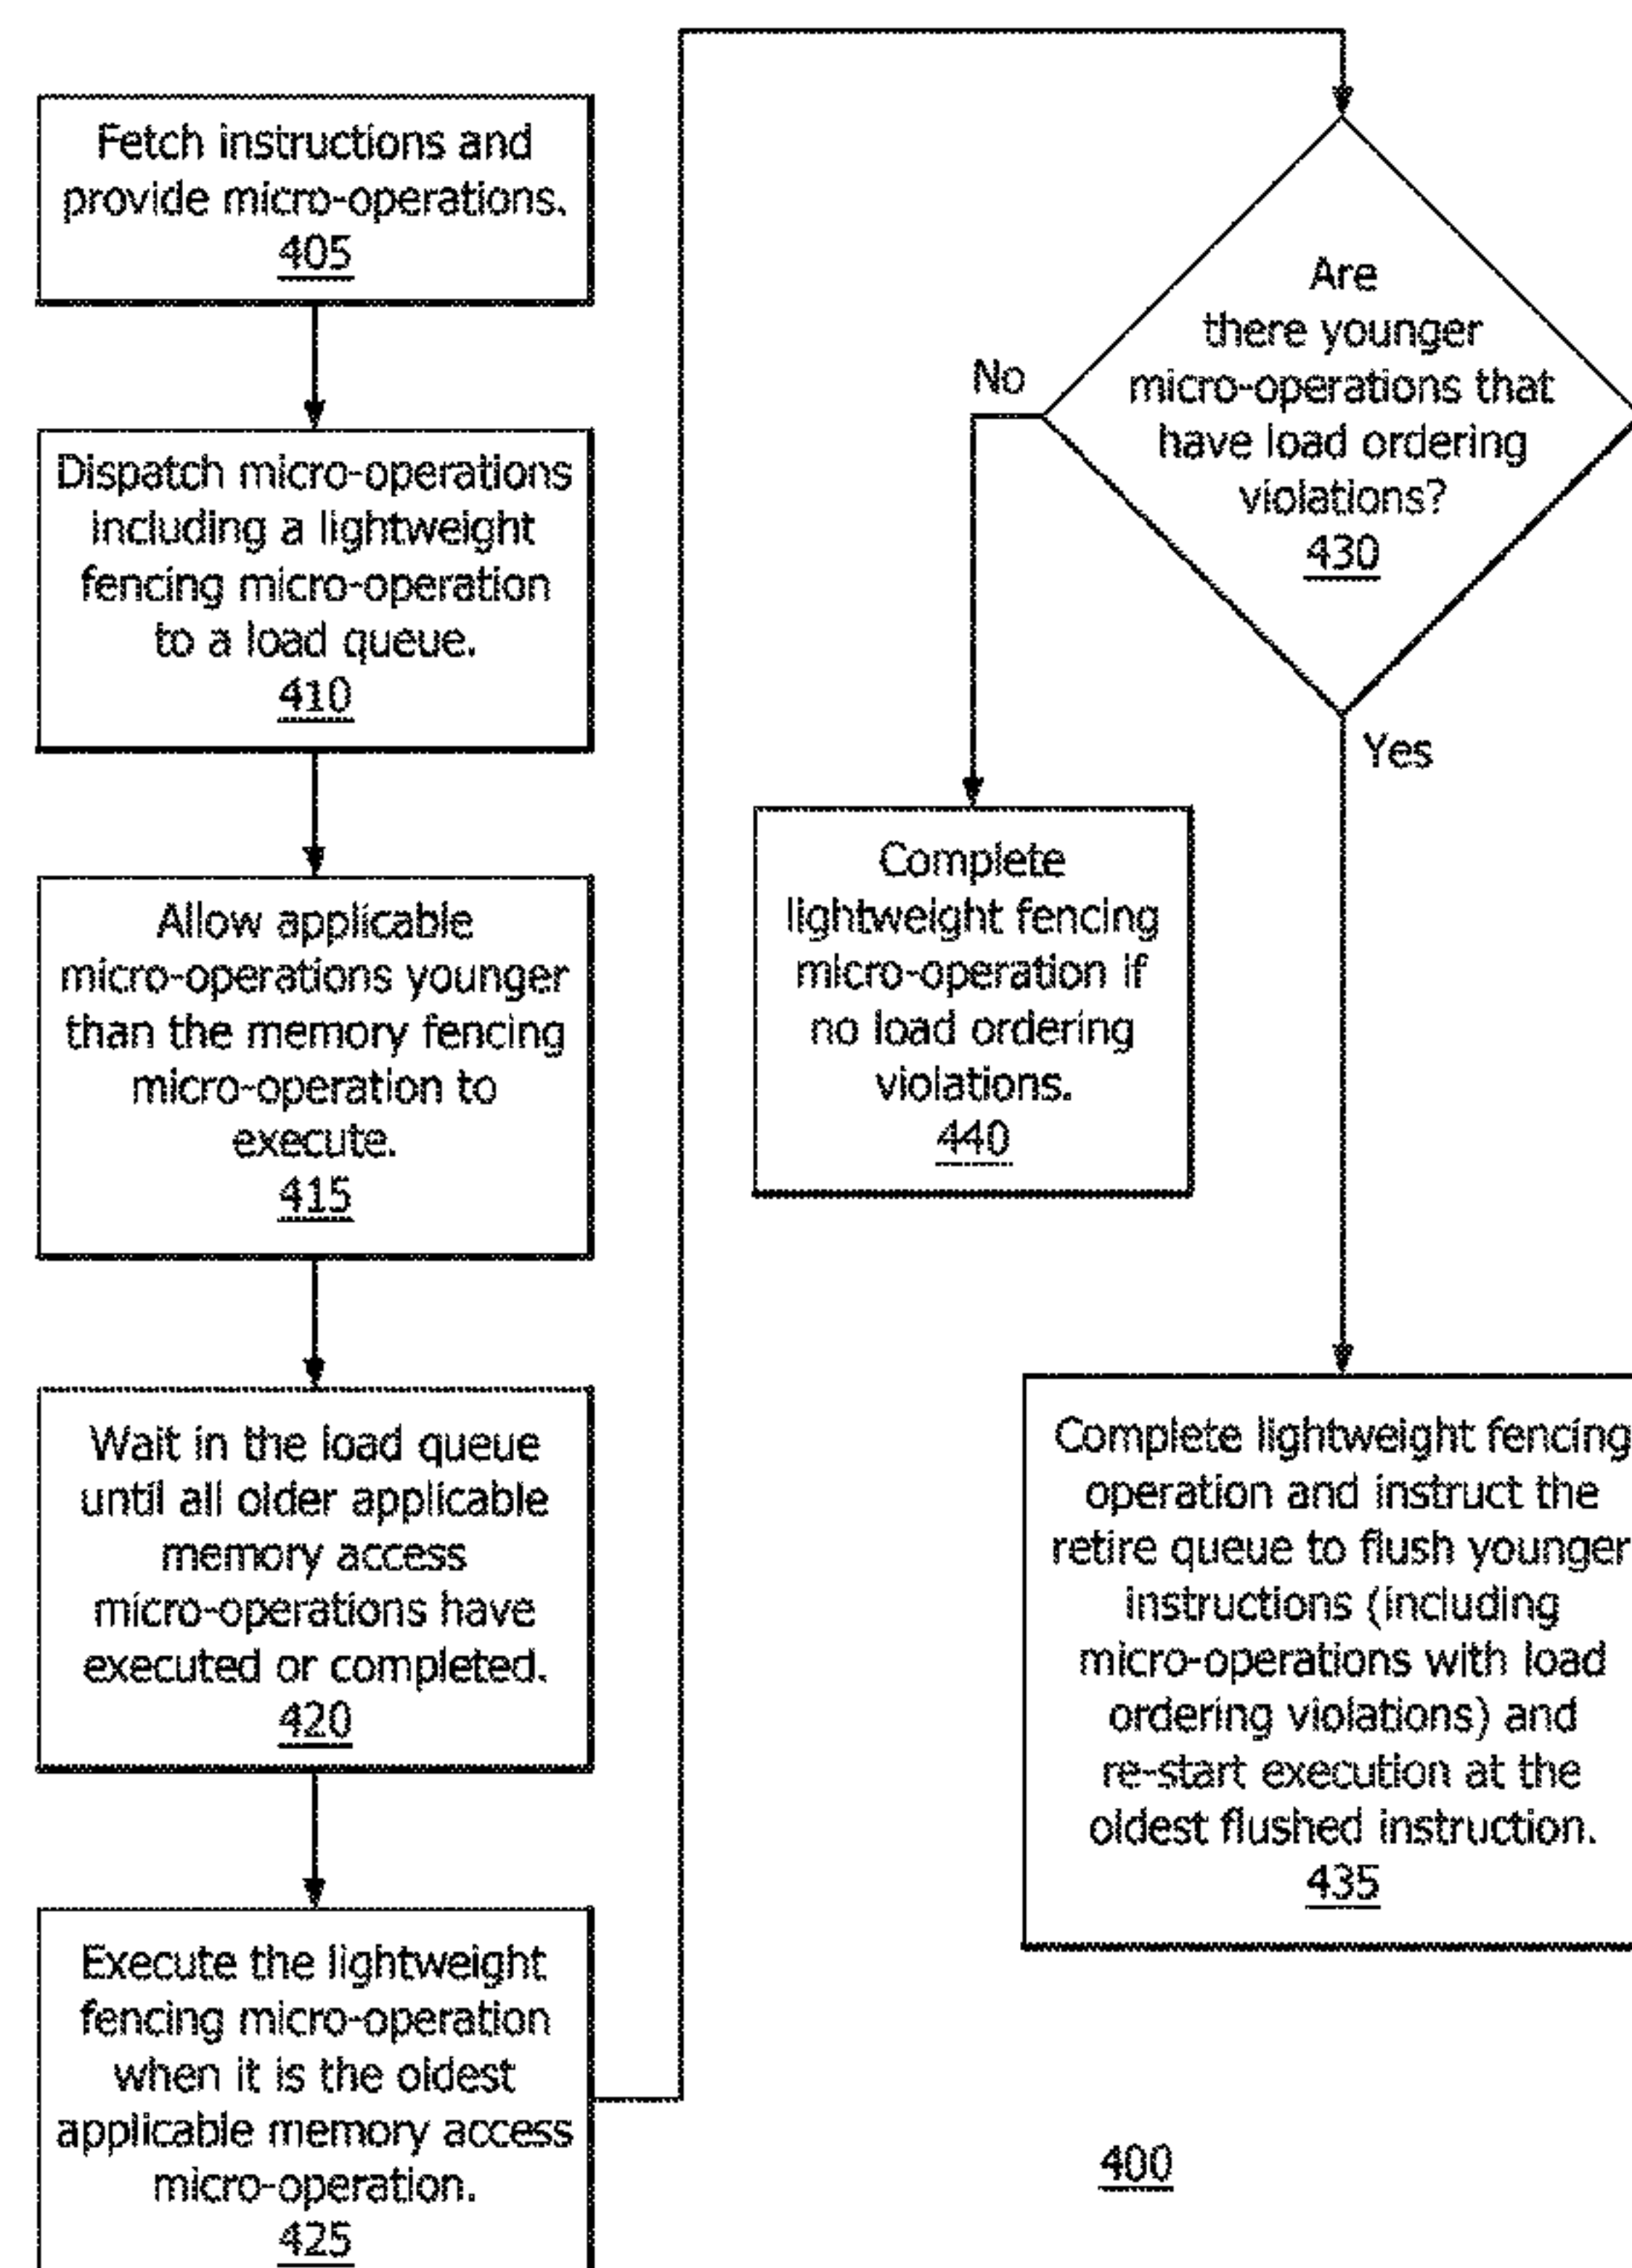 Fetch instructions and
provide micro-operations.
405
Dispatch micro-operations
including a lightweight
fencing micro-operation
to a load queue.
410
Allow applicable
micro-operations younger
than the memory fencing
micro-operation to
execute.
415
Wait in the load queue
until all older applicable
memory access
micro-operations have
executed or completed.
420
Execute the lightweight
fencing micro-operation
when it is the oldest
applicable memory access
micro-operation.
425
Are
there younger
micro-operations that
have load ordering
violations?
430
No
Yes
Complete
lightweight fencing
micro-operation if
no load ordering
violations.
440
Complete lightweight fencing
operation and instruct the
retire queue to flush younger
instructions (including
micro-operations with load
ordering violations) and
re-start execution at the
oldest flushed instruction.
435
400